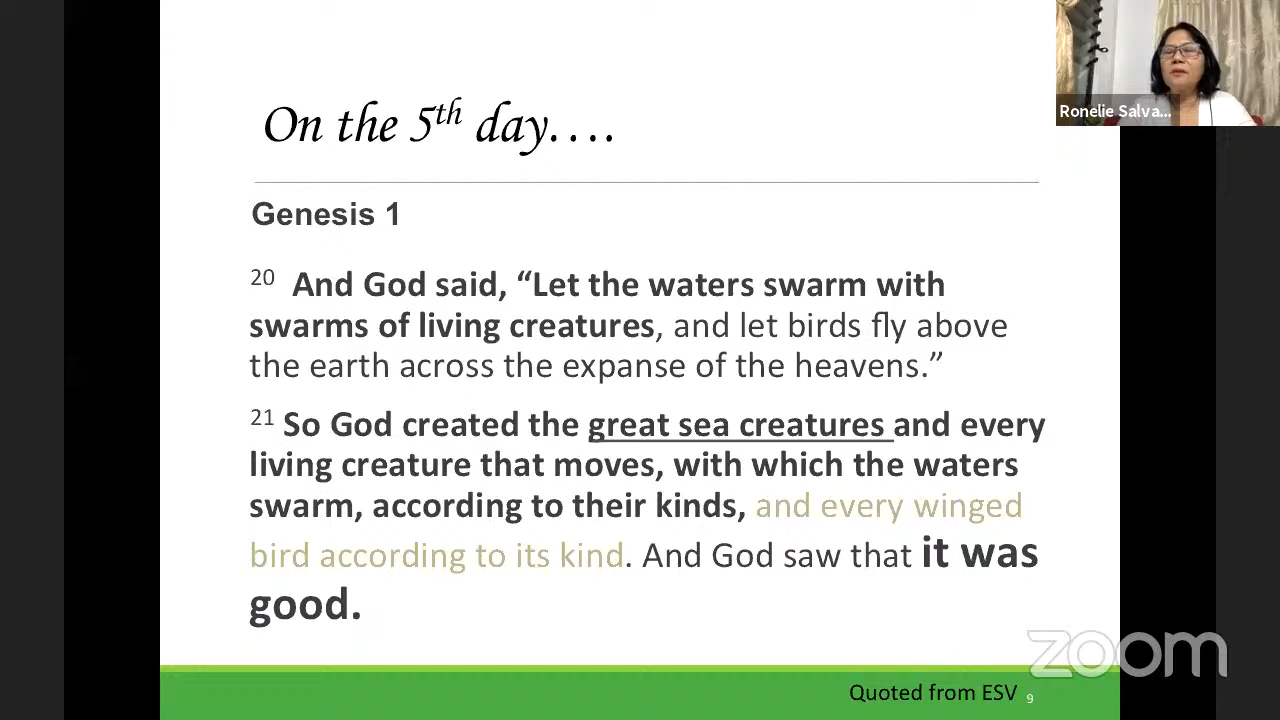 On the 5th day….
Ronelie Salva...
Genesis 1
20 And God said, “Let the waters swarm with
swarms of living creatures, and let birds fly above
the earth across the expanse of the heavens.”
21 So God created the great sea creatures and every
living creature that moves, with which the waters
swarm, according to their kinds, and every winged
bird according to its kind. And God saw that it was
good.
zoom
Quoted from ESV 9